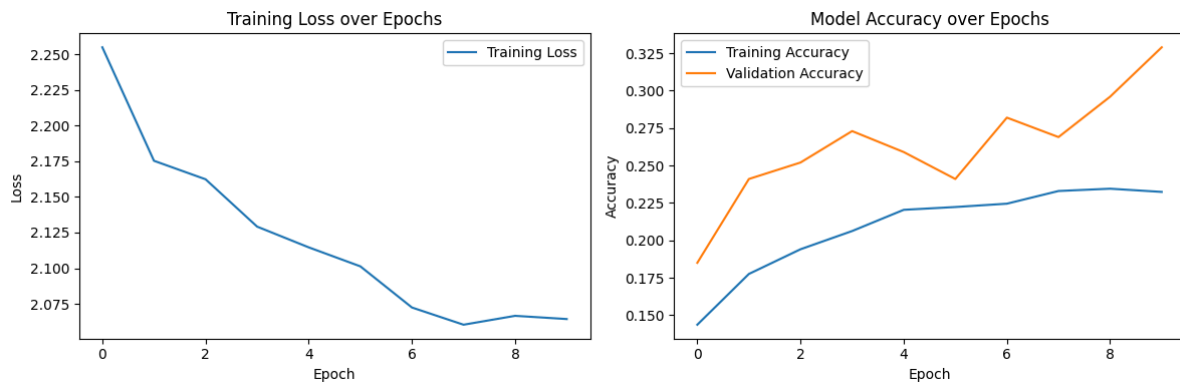 Training Loss over Epochs
Training Loss
2.250
2.225
2.200
2.175
2.150
2.125
2.100
2.075
Loss
0 2 4 6 8
Epoch
Model Accuracy over Epochs
Training Accuracy
Validation Accuracy
0.325
0.300
0.275
0.250
0.225
0.200
0.175
0.150
Accuracy
0 2 4 6 8
Epoch